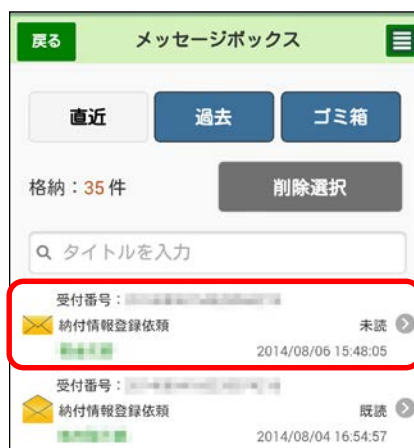 戻る メッセージボックス
直近 過去 ゴミ箱
格納：35 件 削除選択
タイトルを入力
受付番号：
納付情報登録依頼 未読
2014/08/06 15:48:05
受付番号：
納付情報登録依頼 既読
2014/08/04 16:54:57